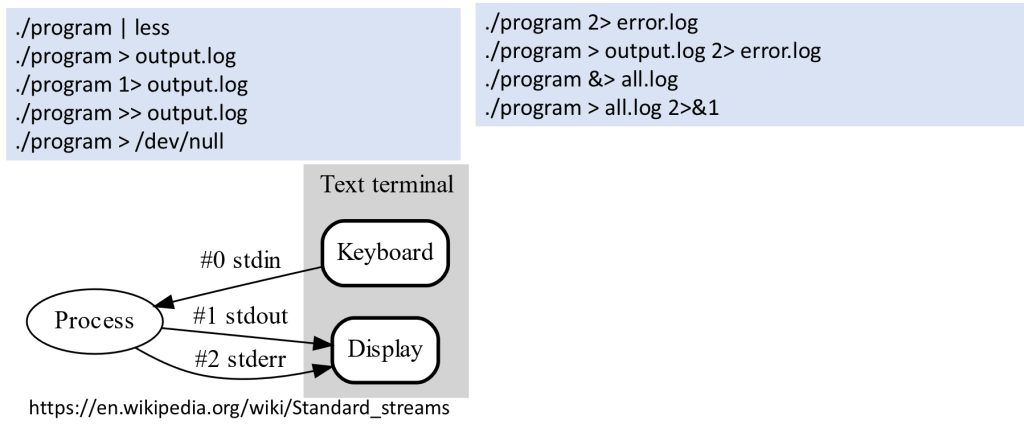 ./program | less
./program > output.log
./program 1> output.log
./program >> output.log
./program > /dev/null
./program 2> error.log
./program > output.log 2> error.log
./program &> all.log
./program > all.log 2>&1
Text terminal
Keyboard
#0 stdin
Process
#1 stdout
Display
#2 stderr
https://en.wikipedia.org/wiki/Standard_streams